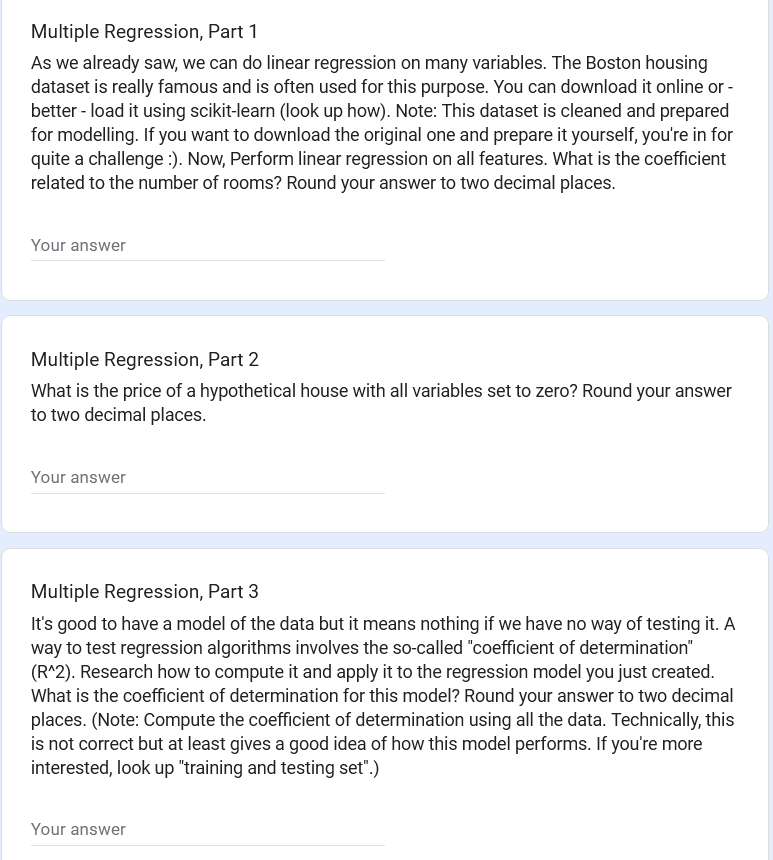 Multiple Regression, Part 1
As we already saw, we can do linear regression on many variables. The Boston housing
dataset is really famous and is often used for this purpose. You can download it online or -
better - load it using scikit-learn (look up how). Note: This dataset is cleaned and prepared
for modelling. If you want to download the original one and prepare it yourself, you're in for
quite a challenge :). Now, Perform linear regression on all features. What is the coefficient
related to the number of rooms? Round your answer to two decimal places.
Your answer
Multiple Regression, Part 2
What is the price of a hypothetical house with all variables set to zero? Round your answer
to two decimal places.
Your answer
Multiple Regression, Part 3
It's good to have a model of the data but it means nothing if we have no way of testing it. A
way to test regression algorithms involves the so-called "coefficient of determination"
(R^2). Research how to compute it and apply it to the regression model you just created.
What is the coefficient of determination for this model? Round your answer to two decimal
places. (Note: Compute the coefficient of determination using all the data. Technically, this
is not correct but at least gives a good idea of how this model performs. If you're more
interested, look up "training and testing set".)
Your answer